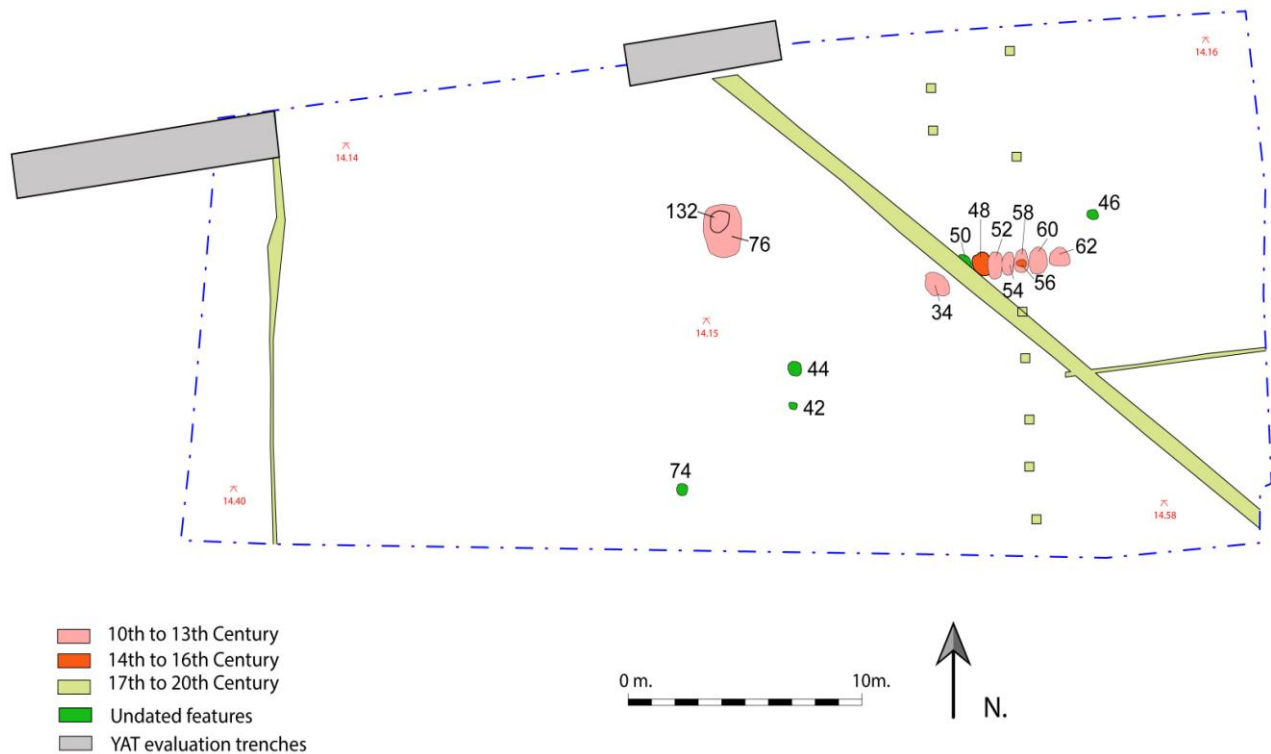 14.16
14.14
132
76
48
52
58
60
46
50
62
54
56
34
14.15
44
42
74
14.40
14.58
10th to 13th Century
14th to 16th Century
17th to 20th Century
Undated features
YAT evaluation trenches
0 m.
10m.
N.